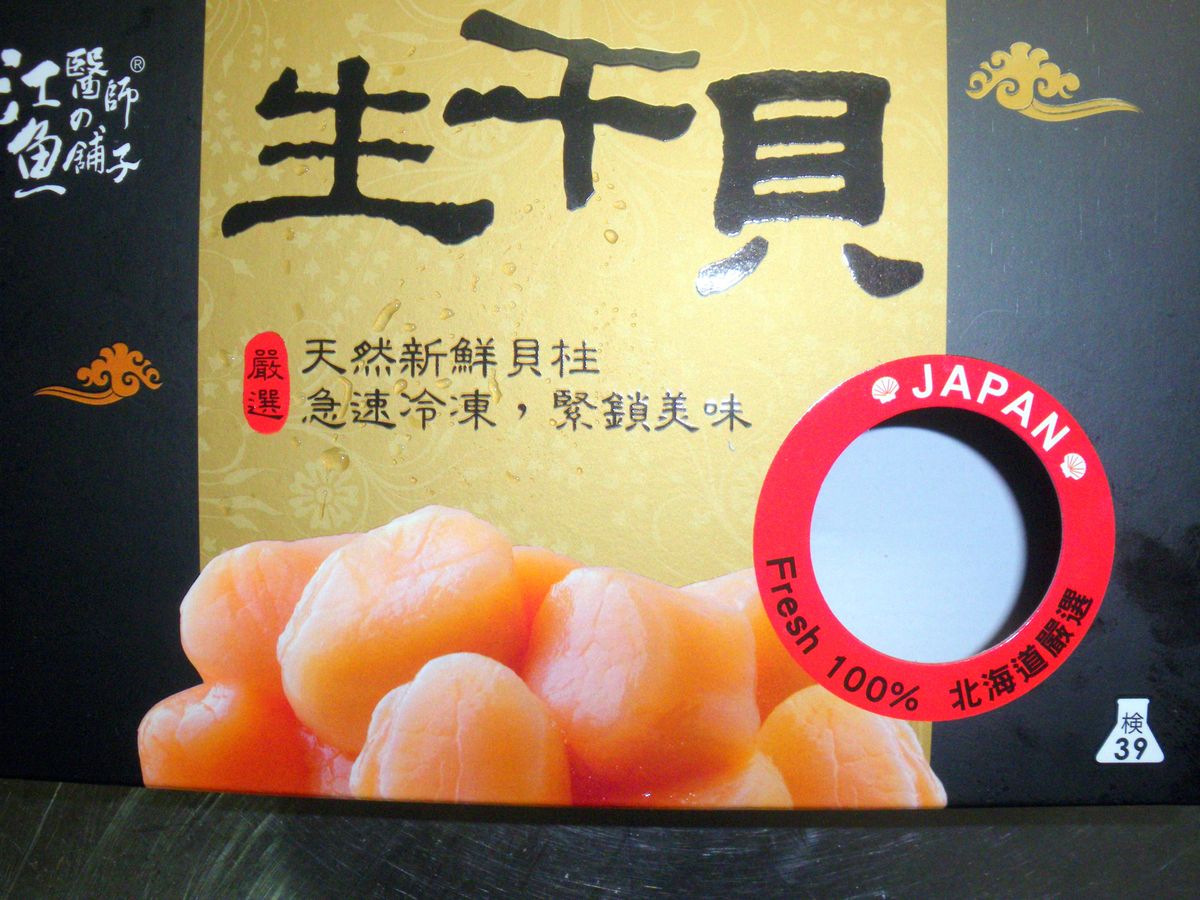 江魚
醫師の舖子®
生干貝
嚴選
天然新鮮貝柱
急速冷凍，緊鎖美味
JAPAN
Fresh 100% 北海道嚴選
検
39